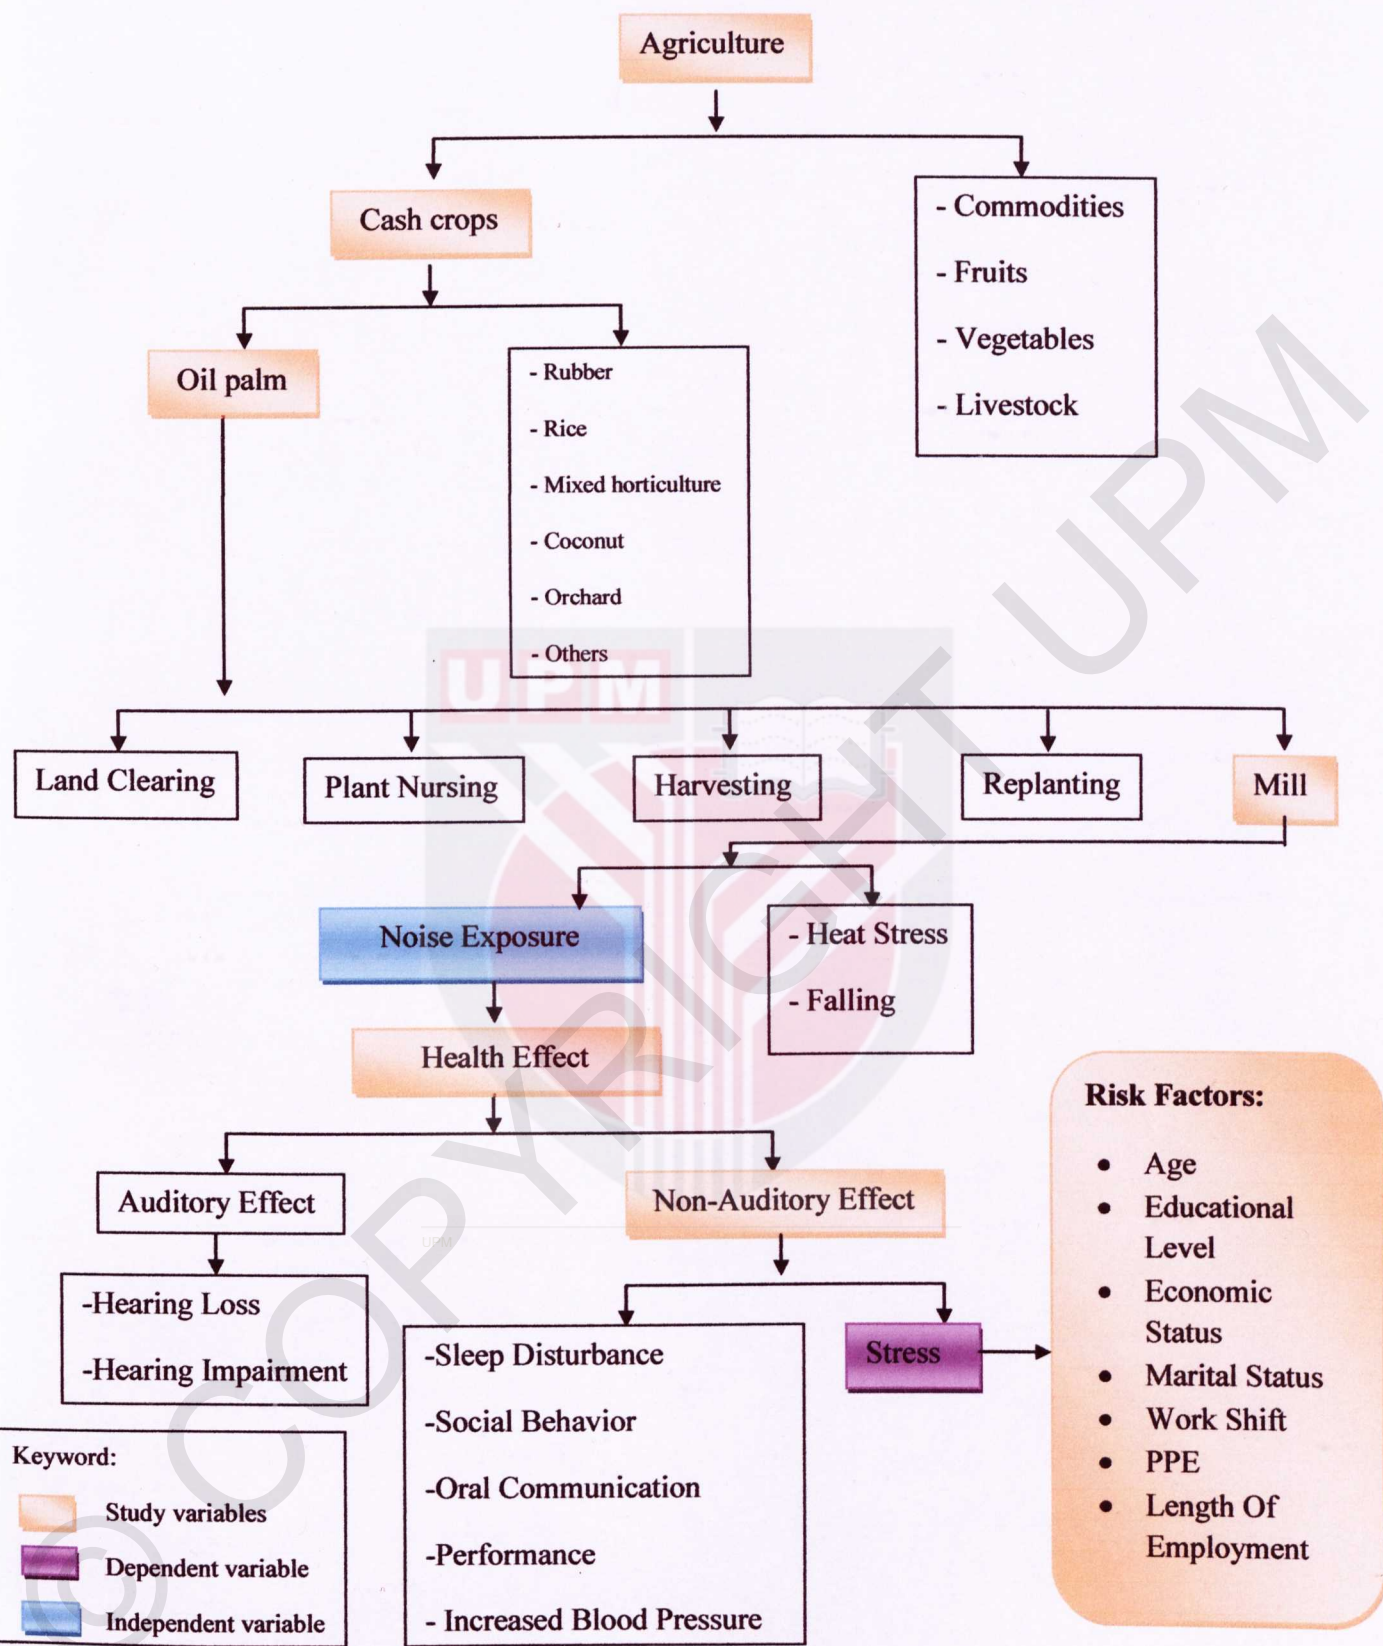 Agriculture
Cash crops
- Commodities
- Fruits
- Vegetables
- Livestock
Oil palm
- Rubber
- Rice
- Mixed horticulture
- Coconut
- Orchard
- Others
UPM
Land Clearing
Plant Nursing
Harvesting
Replanting
Mill
Noise Exposure
- Heat Stress
- Falling
Health Effect
Auditory Effect
Non-Auditory Effect
UPM
-Hearing Loss
-Hearing Impairment
-Sleep Disturbance
-Social Behavior
-Oral Communication
-Performance
- Increased Blood Pressure
Stress
Risk Factors:
• Age
• Educational
Level
• Economic
Status
• Marital Status
• Work Shift
• PPE
• Length Of
Employment
Keyword:
Study variables
Dependent variable
Independent variable
© COPYRIGHT UPM